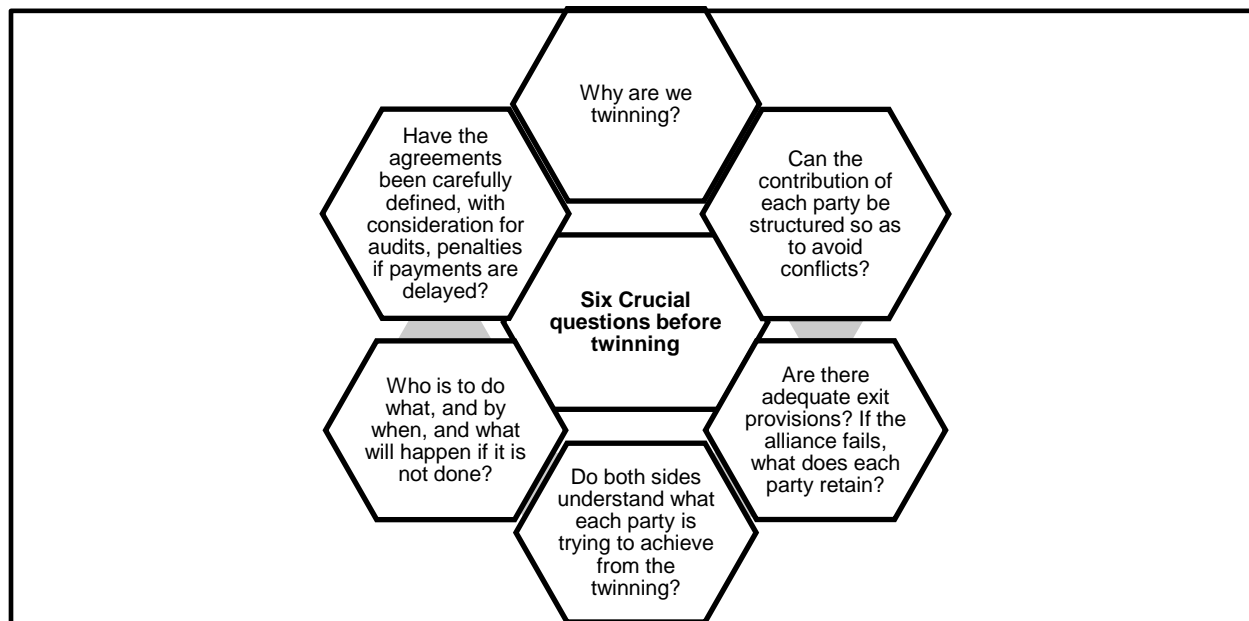 Why are we
twinning?
Can the
contribution of
each party be
structured so as
to avoid
conflicts?
Are there
adequate exit
provisions? If the
alliance fails,
what does each
party retain?
Do both sides
understand what
each party is
trying to achieve
from the
twinning?
Who is to do
what, and by
when, and what
will happen if it is
not done?
Have the
agreements
been carefully
defined, with
consideration for
audits, penalties
if payments are
delayed?
Six Crucial
questions before
twinning